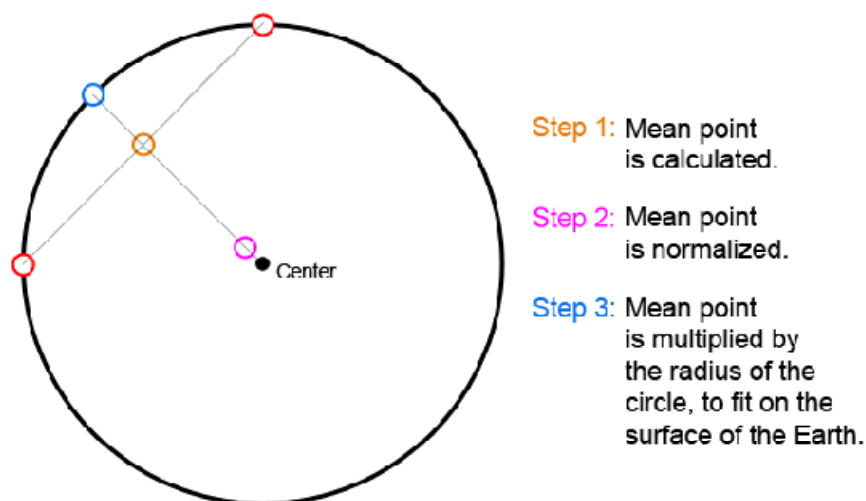 Step 1: Mean point
is calculated.
Step 2: Mean point
is normalized.
Center
Step 3: Mean point
is multiplied by
the radius of the
circle, to fit on the
surface of the Earth.